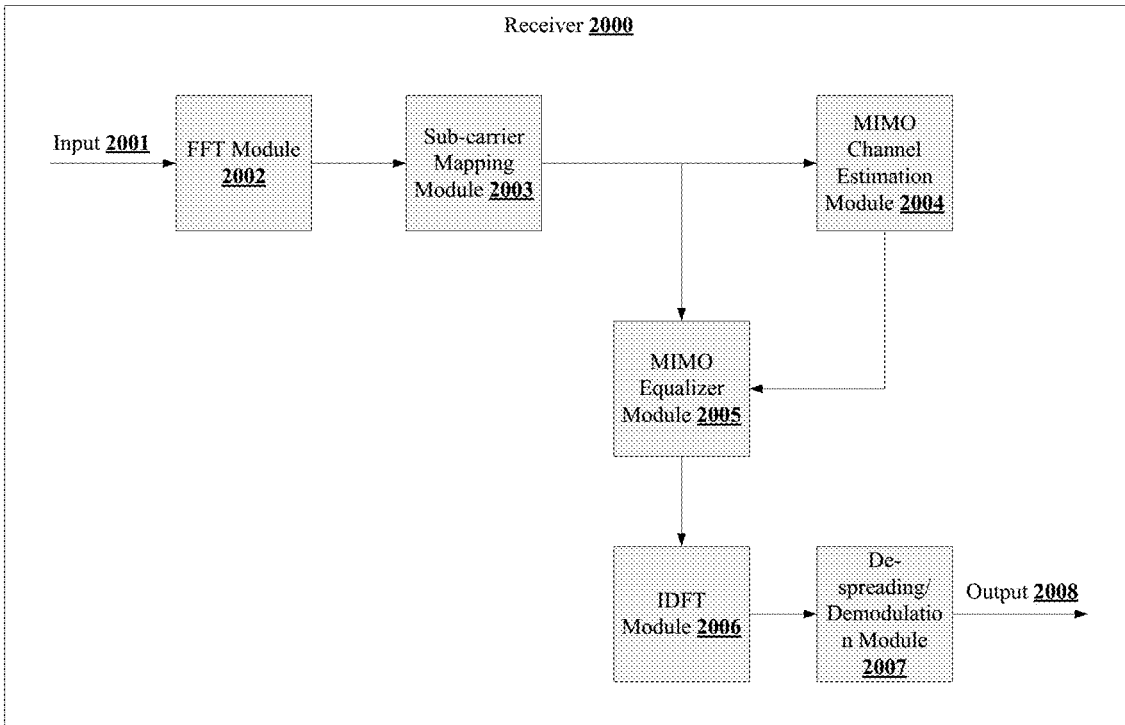 Receiver 2000
Input 2001
FFT Module
2002
Sub-carrier
Mapping
Module 2003
MIMO
Channel
Estimation
Module 2004
MIMO
Equalizer
Module 2005
IDFT
Module 2006
De-
spreading/
Demodulatio
n Module
2007
Output 2008